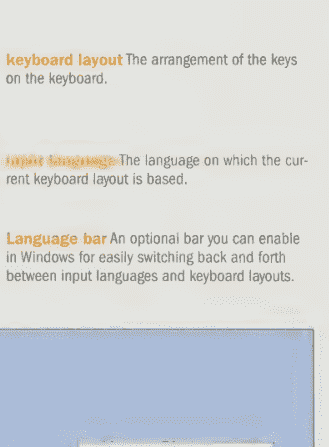 keyboard layout The arrangement of the keys
on the keyboard.
input language The language on which the cur-
rent keyboard layout is based.
Language bar An optional bar you can enable
in Windows for easily switching back and forth
between input languages and keyboard layouts.